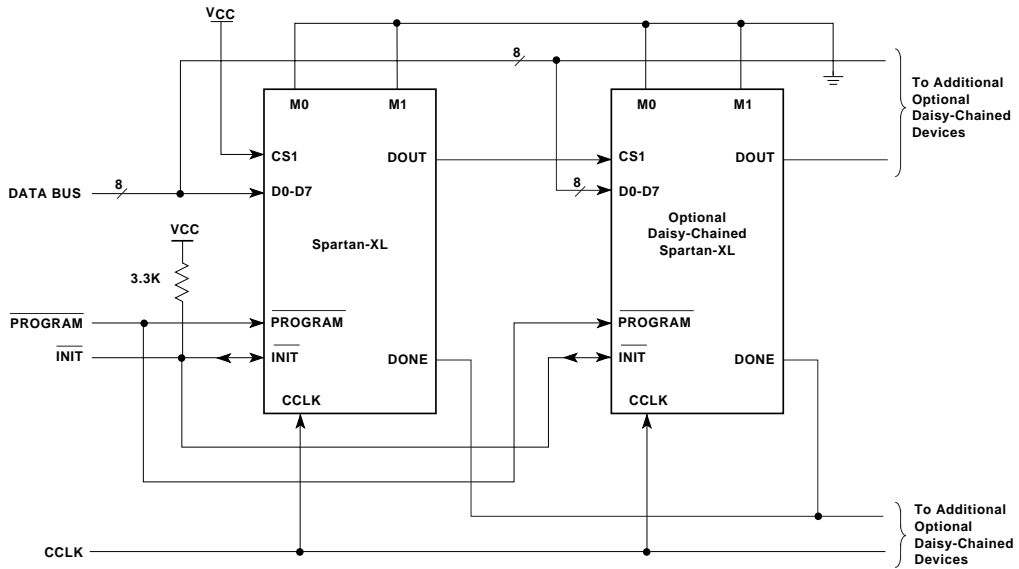 VCC
8
M0 M1
M0 M1
To Additional
Optional
Daisy-Chained
Devices
CS1
DOUT
CS1
DOUT
DATA BUS
8
D0-D7
8
D0-D7
VCC
Spartan-XL
Optional
Daisy-Chained
Spartan-XL
3.3K
PROGRAM
PROGRAM
PROGRAM
INIT
INIT
DONE
INIT
DONE
CCLK
CCLK
To Additional
Optional
Daisy-Chained
Devices
CCLK